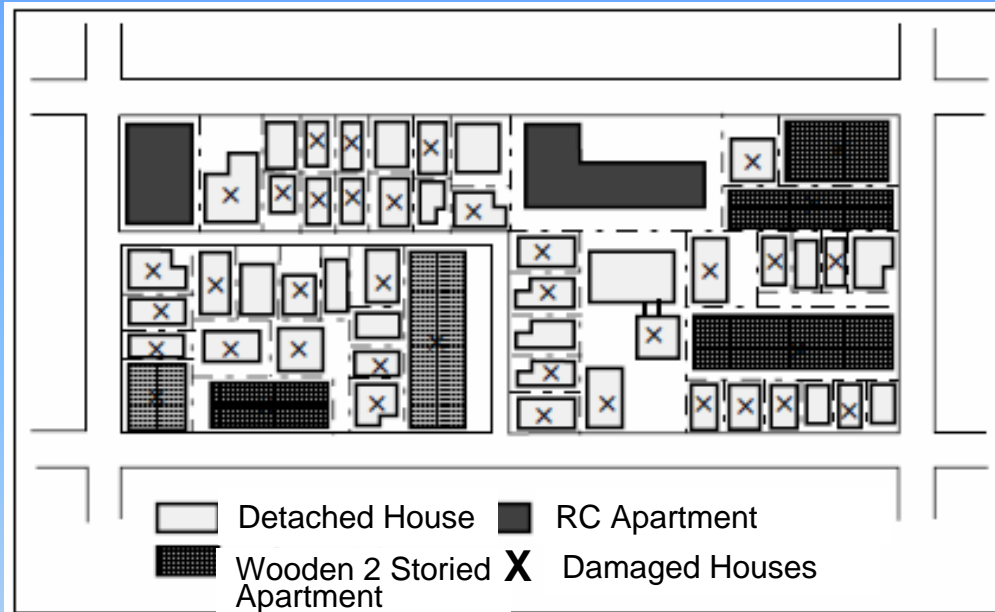 Detached House
RC Apartment
Wooden 2 Storied
Apartment
X Damaged Houses